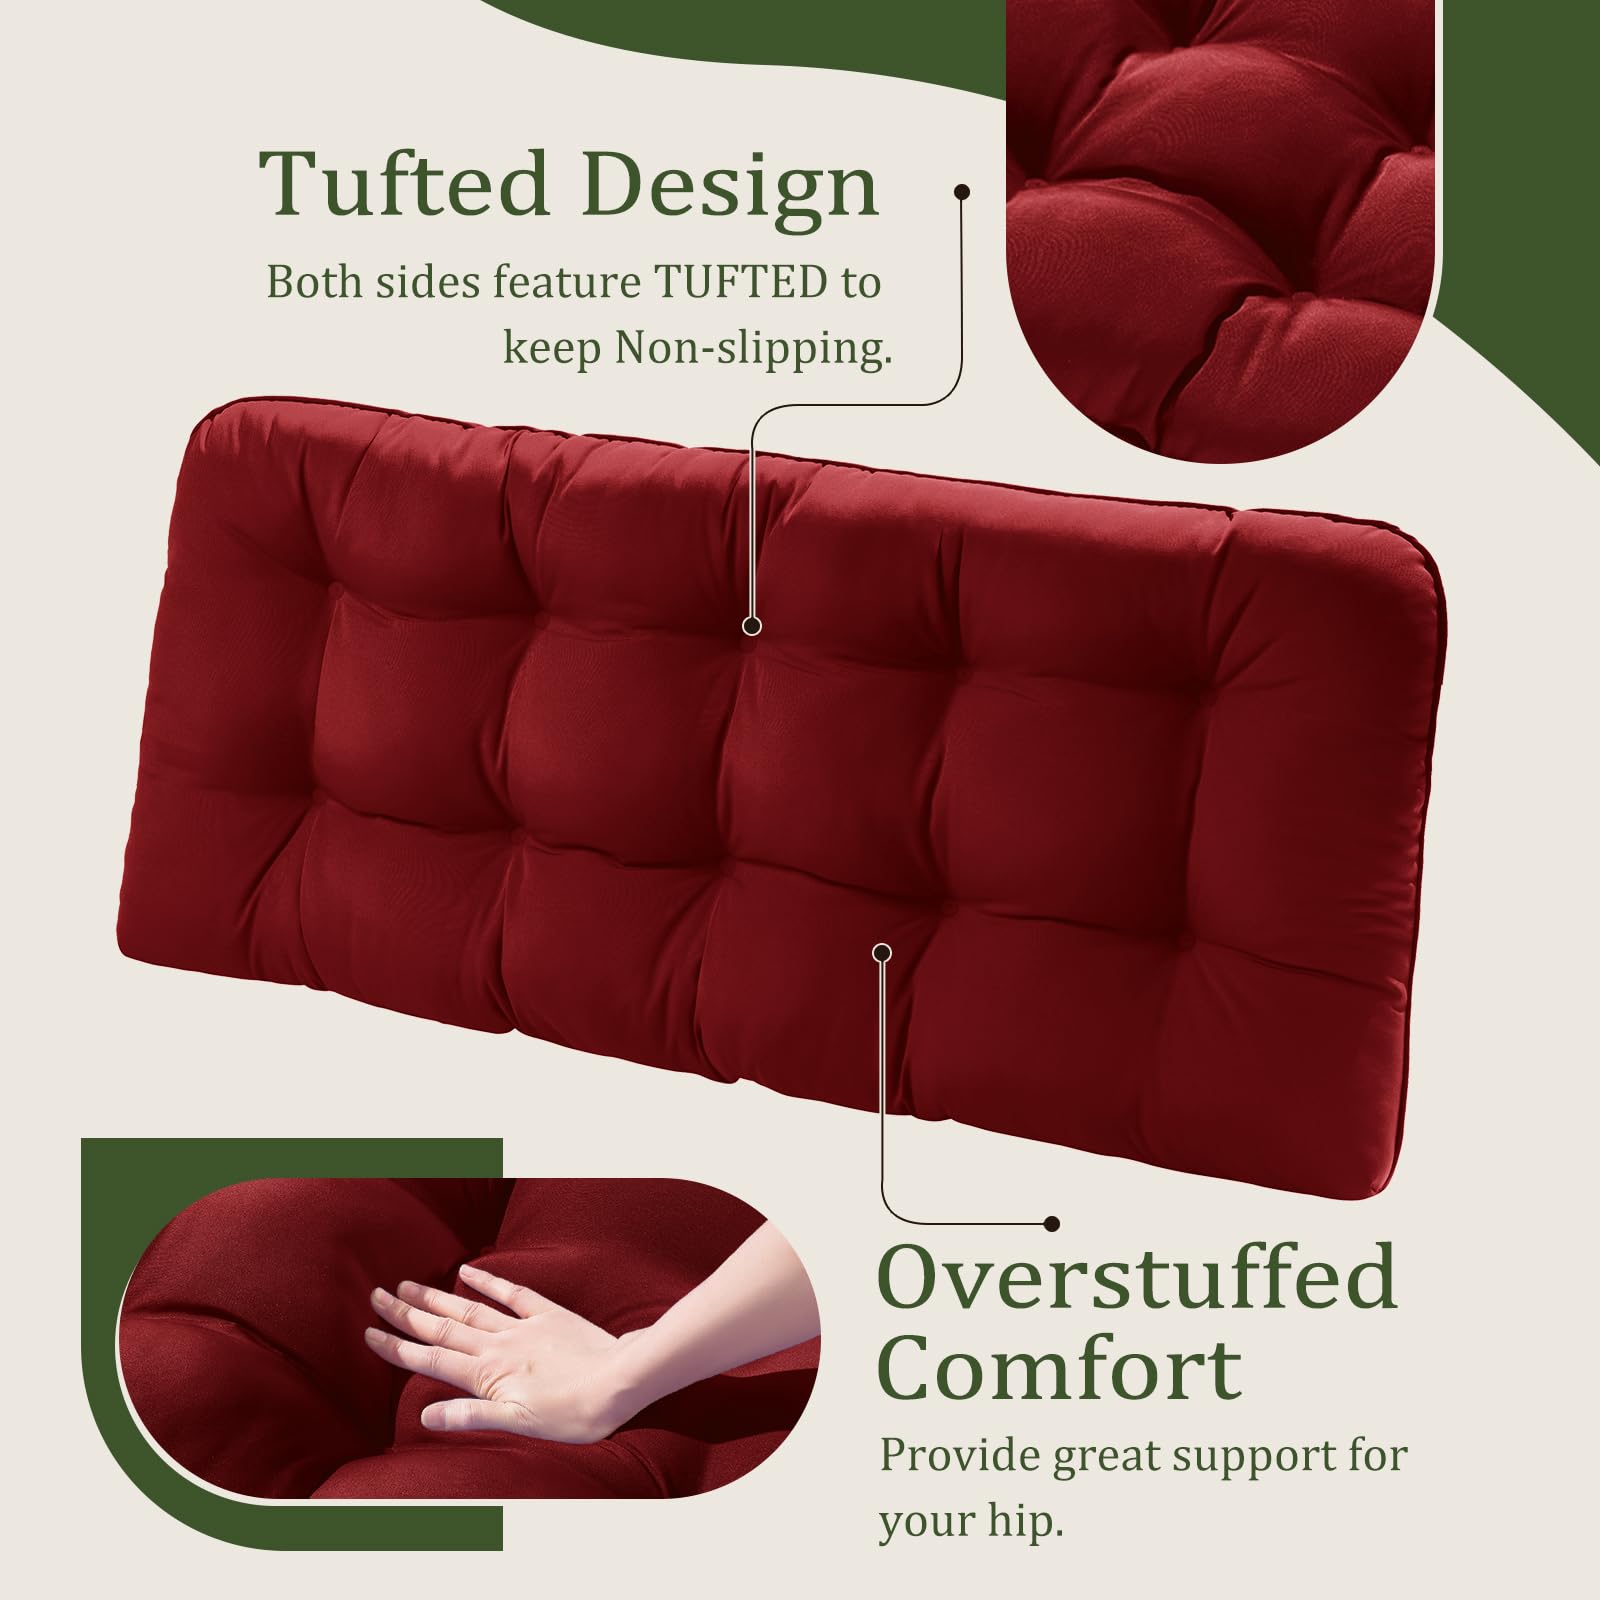 Tufted Design
Both sides feature TUFTED to
keep Non-slipping.
Overstuffed
Comfort
Provide great support for
your hip.